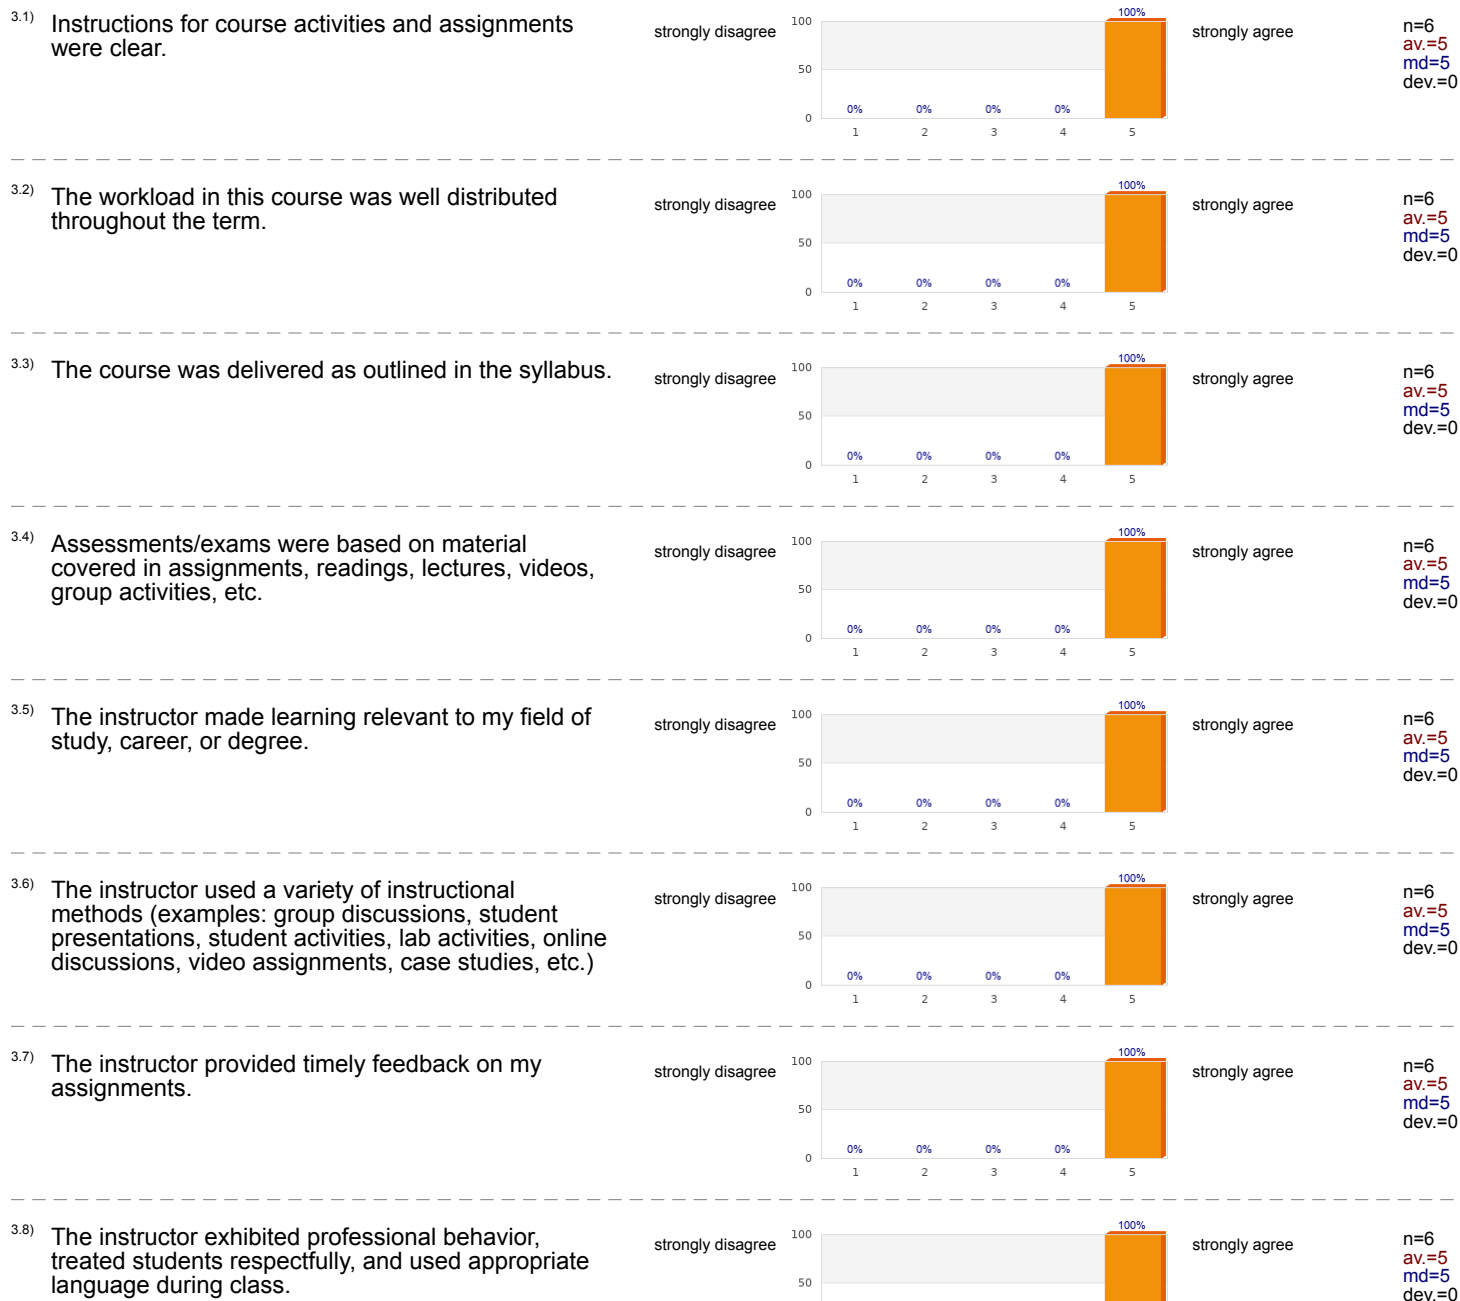 3.1) Instructions for course activities and assignments
were clear.
strongly disagree
100
50
0
0% 0% 0% 0% 100%
1 2 3 4 5
strongly agree
n=6
av.=5
md=5
dev.=0
3.2) The workload in this course was well distributed
throughout the term.
strongly disagree
100
50
0
0% 0% 0% 0% 100%
1 2 3 4 5
strongly agree
n=6
av.=5
md=5
dev.=0
3.3) The course was delivered as outlined in the syllabus.
strongly disagree
100
50
0
0% 0% 0% 0% 100%
1 2 3 4 5
strongly agree
n=6
av.=5
md=5
dev.=0
3.4) Assessments/exams were based on material
covered in assignments, readings, lectures, videos,
group activities, etc.
strongly disagree
100
50
0
0% 0% 0% 0% 100%
1 2 3 4 5
strongly agree
n=6
av.=5
md=5
dev.=0
3.5) The instructor made learning relevant to my field of
study, career, or degree.
strongly disagree
100
50
0
0% 0% 0% 0% 100%
1 2 3 4 5
strongly agree
n=6
av.=5
md=5
dev.=0
3.6) The instructor used a variety of instructional
methods (examples: group discussions, student
presentations, student activities, lab activities, online
discussions, video assignments, case studies, etc.)
strongly disagree
100
50
0
0% 0% 0% 0% 100%
1 2 3 4 5
strongly agree
n=6
av.=5
md=5
dev.=0
3.7) The instructor provided timely feedback on my
assignments.
strongly disagree
100
50
0
0% 0% 0% 0% 100%
1 2 3 4 5
strongly agree
n=6
av.=5
md=5
dev.=0
3.8) The instructor exhibited professional behavior,
treated students respectfully, and used appropriate
language during class.
strongly disagree
100
50
100%
strongly agree
n=6
av.=5
md=5
dev.=0